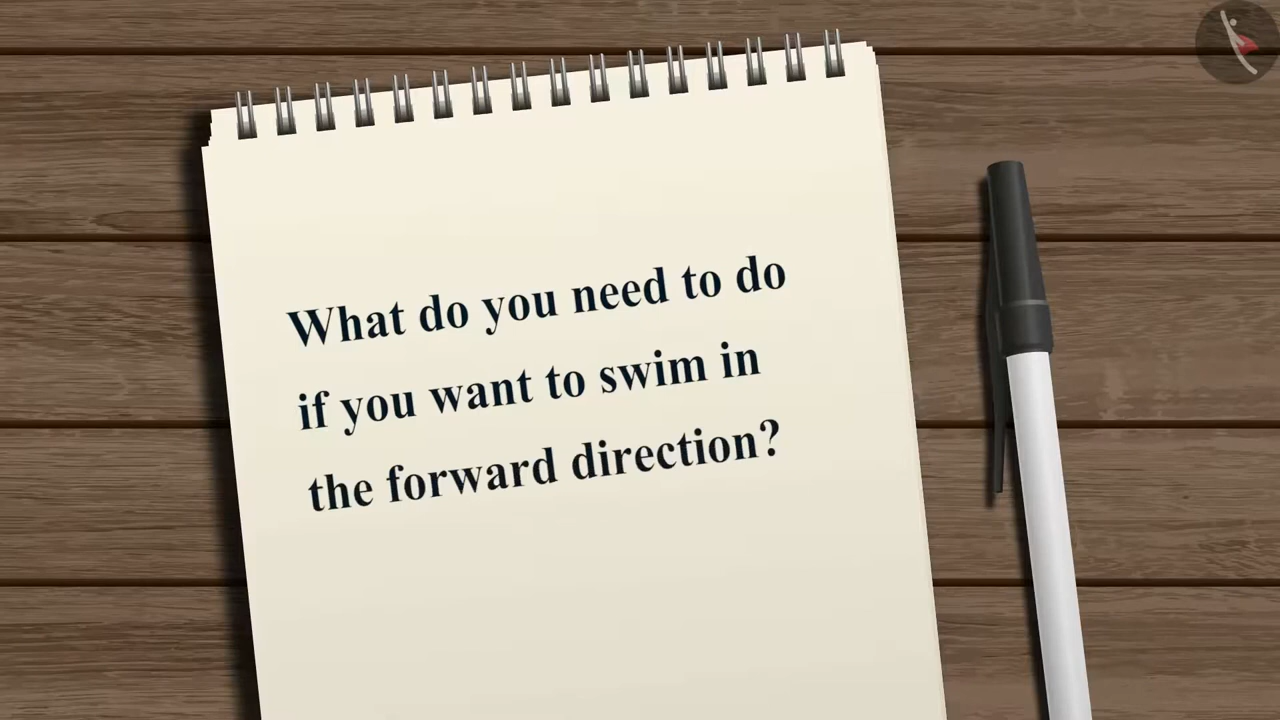 What do you need to do
if you want to swim in
the forward direction?